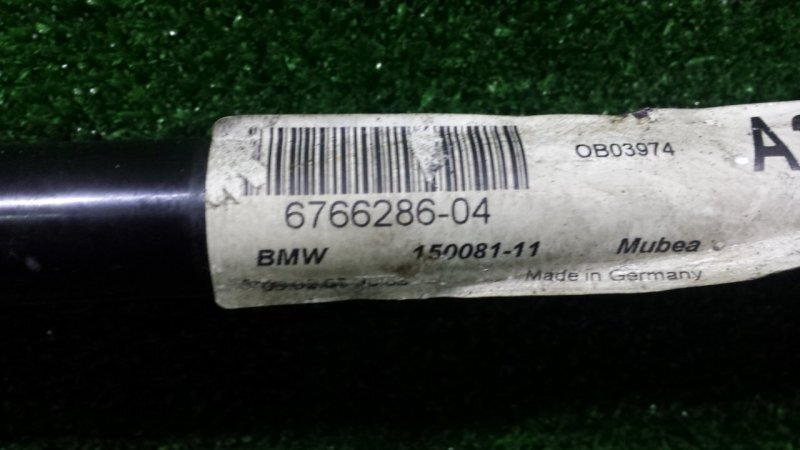 OB03974
6766286-04
BMW 150081-11 Mubea
Made in Germany